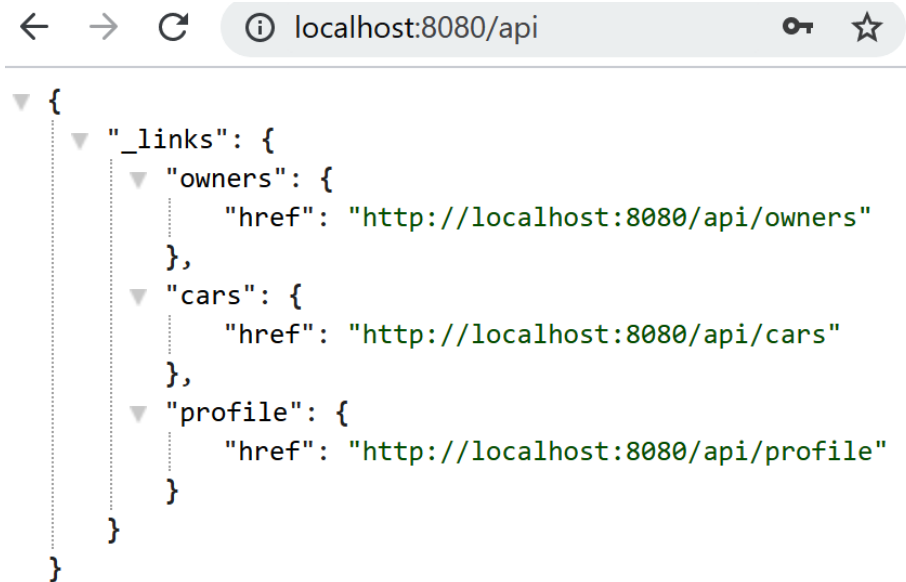 localhost:8080/api
{
"_links": {
"owners": {
"href": "http://localhost:8080/api/owners"
},
"cars": {
"href": "http://localhost:8080/api/cars"
},
"profile": {
"href": "http://localhost:8080/api/profile"
}
}
}